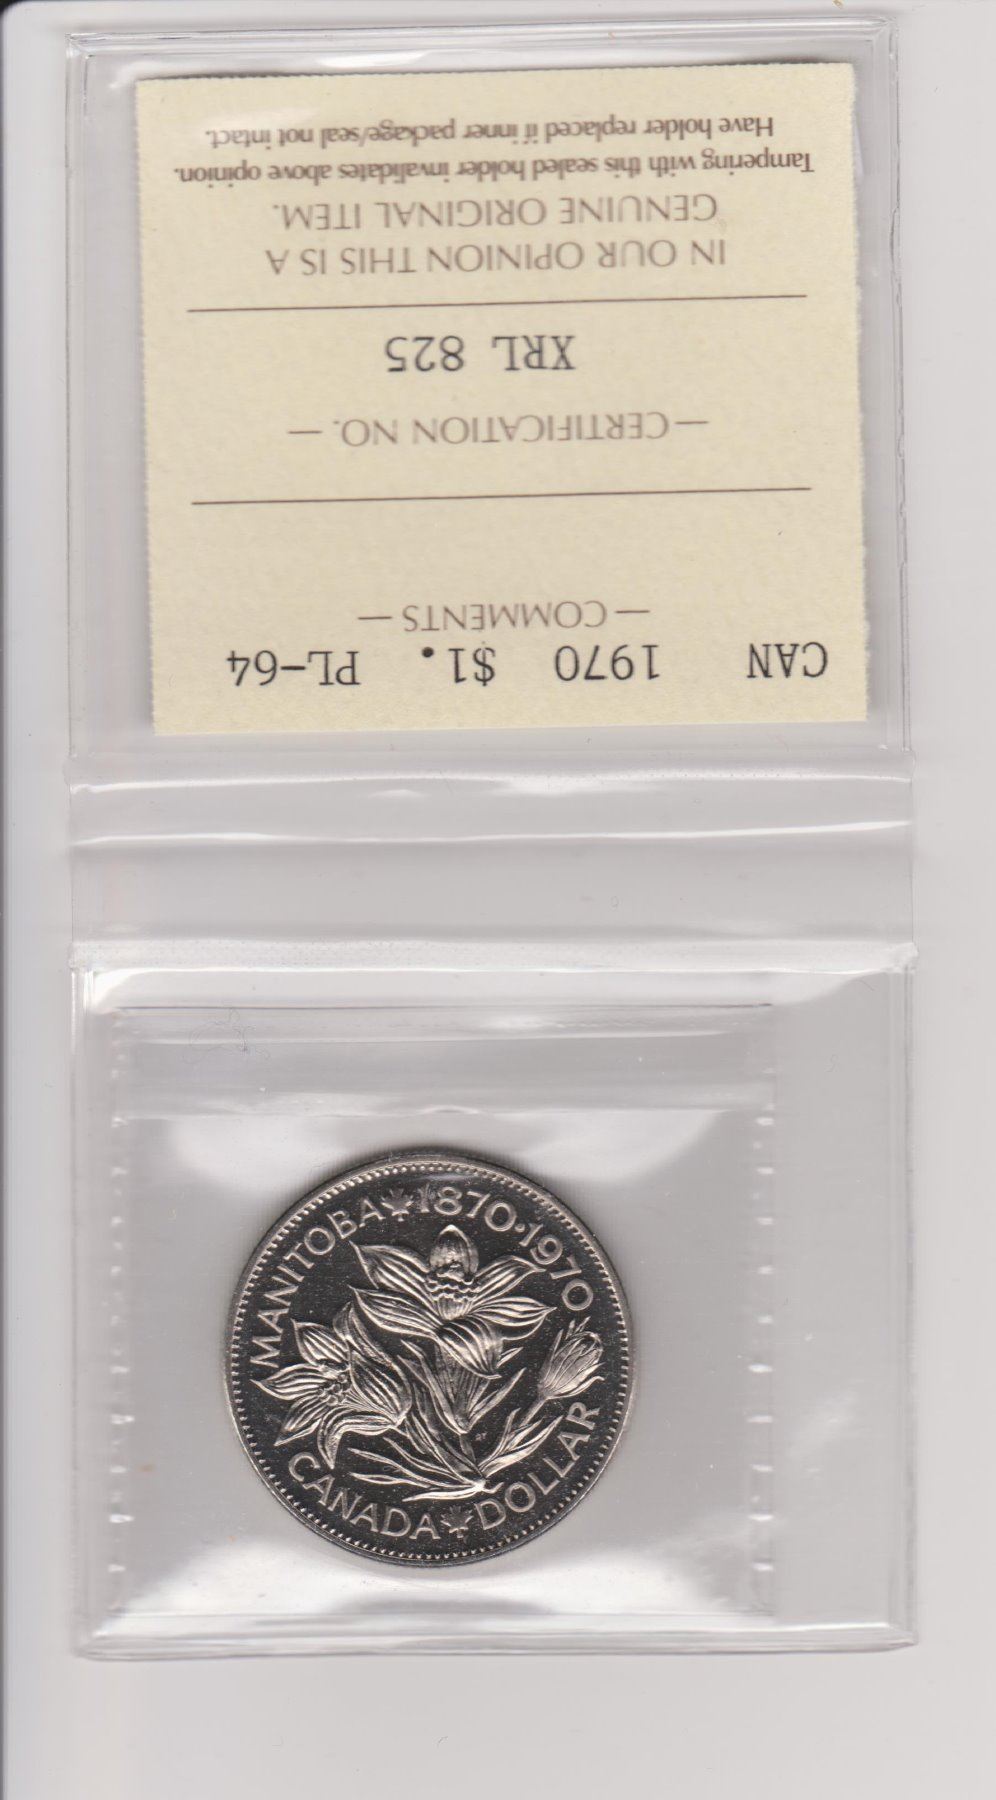 CAN 1970 $1. PL-64
— COMMENTS —
— CERTIFICATION NO. —
XRL 825
IN OUR OPINION THIS IS A
GENUINE ORIGINAL ITEM.
Tampering with this sealed holder invalidates above opinion.
Have holder replaced if inner package/seal not intact.
MANITOBA 1870·1970
CANADA DOLLAR